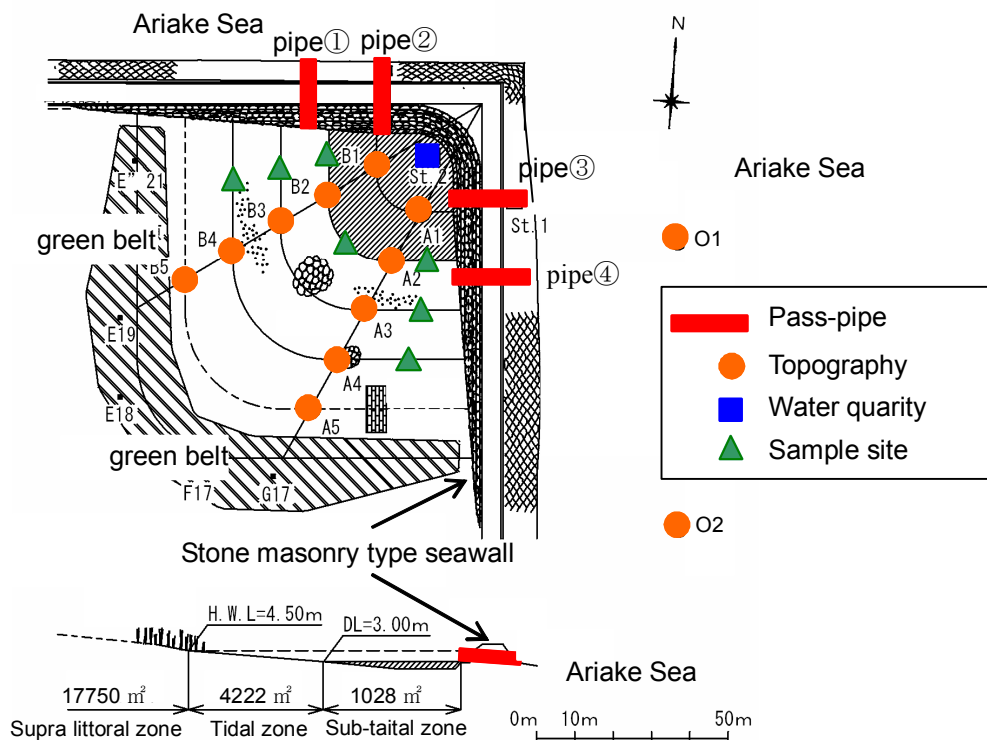 Ariake Sea
pipe①
pipe②
N
B1
St. 2
pipe③
Ariake Sea
E" 21
B2
St. 1
B3
A1
O1
green belt
B4
A2
pipe④
B5
A3
E19
Pass-pipe
A4
Topography
E18
A5
Water quarity
green belt
Sample site
F17
G17
O2
Stone masonry type seawall
H.W.L=4.50m
DL=3.00m
Ariake Sea
17750 ㎡
4222 ㎡
1028 ㎡
Supra littoral zone
Tidal zone
Sub-taital zone
0m
10m
50m